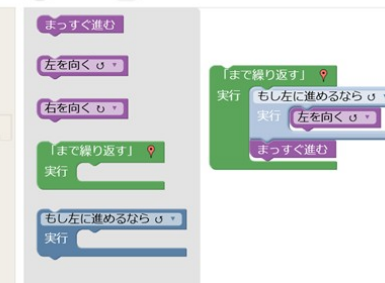 まっすぐ進む
左を向く ↺
右を向く ↻
「まで繰り返す」
実行
もし左に進めるなら ↺
実行
「まで繰り返す」
実行
もし左に進めるなら ↺
実行
左を向く ↺
まっすぐ進む